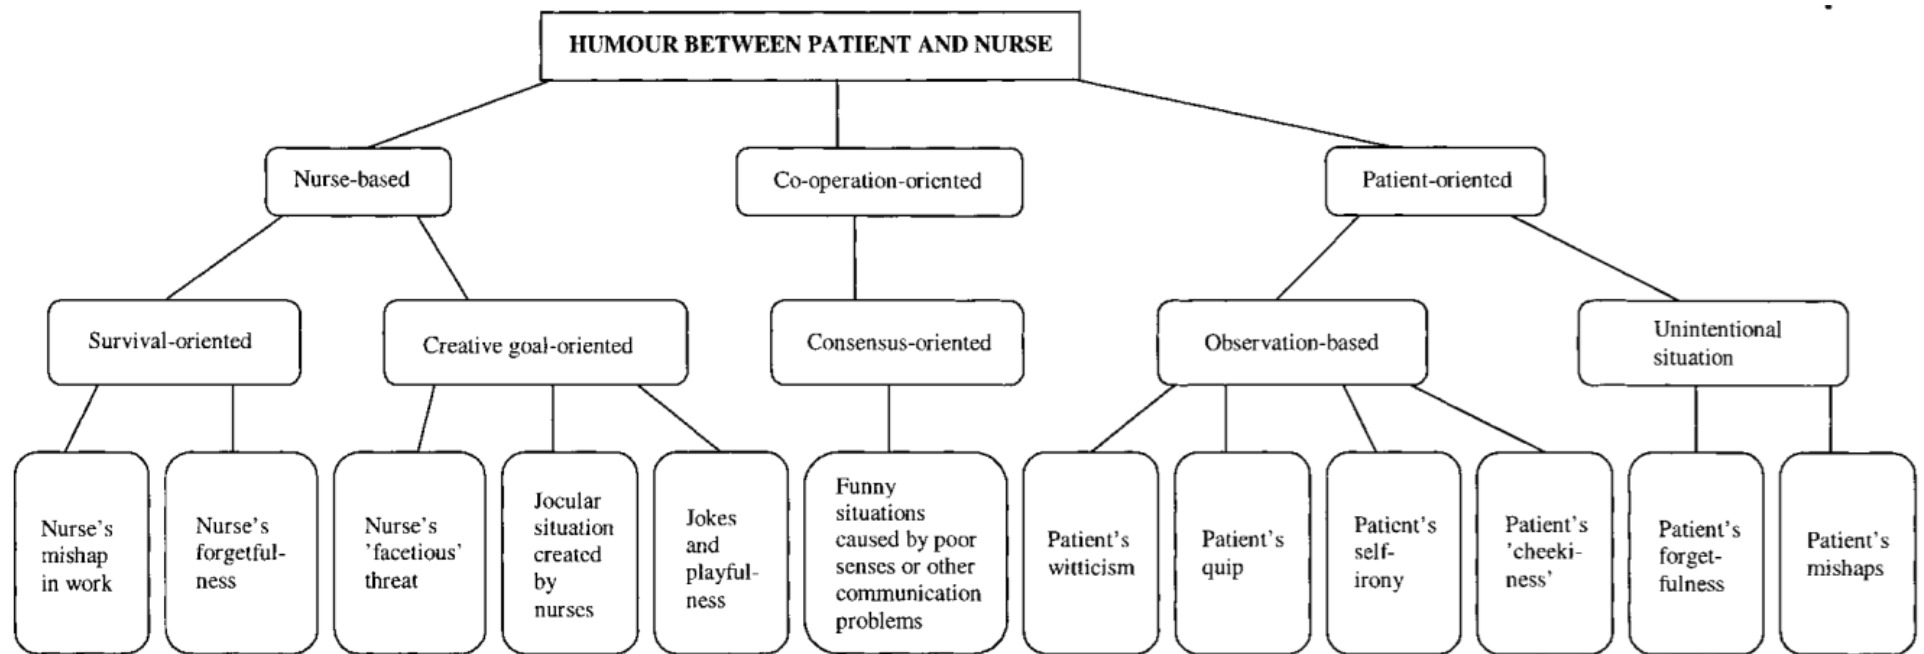 HUMOUR BETWEEN PATIENT AND NURSE
Nurse-based
Co-operation-oriented
Patient-oriented
Survival-oriented
Creative goal-oriented
Consensus-oriented
Observation-based
Unintentional
situation
Nurse's
mishap
in work
Nurse's
forgetful-
ness
Nurse's
'facetious'
threat
Jocular
situation
created
by
nurses
Jokes
and
playful-
ness
Funny
situations
caused by poor
senses or other
communication
problems
Patient's
witticism
Patient's
quip
Patient's
self-
irony
Patient's
'cheeki-
ness'
Patient's
forget-
fulness
Patient's
mishaps